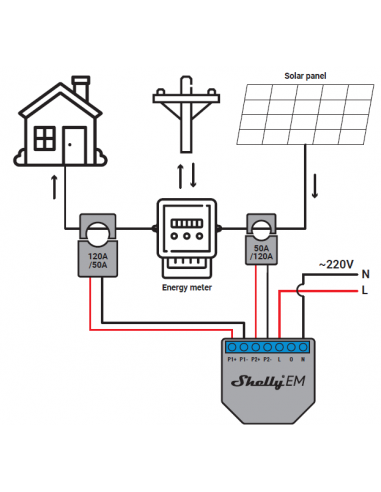 Solar panel
120A
/50A
50A
/120A
Energy meter
~220V
N
L
P1+ P1- P2+ P2- L O N
Shelly®EM